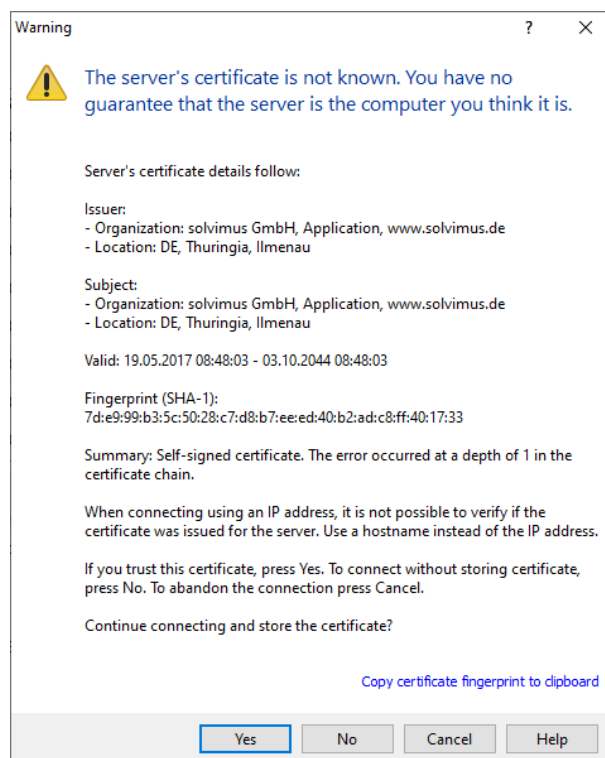 Warning
?
The server's certificate is not known. You have no
guarantee that the server is the computer you think it is.
Server's certificate details follow:
Issuer:
- Organization: solvimus GmbH, Application, www.solvimus.de
- Location: DE, Thuringia, Ilmenau
Subject:
- Organization: solvimus GmbH, Application, www.solvimus.de
- Location: DE, Thuringia, Ilmenau
Valid: 19.05.2017 08:48:03 - 03.10.2044 08:48:03
Fingerprint (SHA-1):
7d:e9:99:b3:5c:50:28:c7:d8:b7:ee:ed:40:b2:ad:c8:ff:40:17:33
Summary: Self-signed certificate. The error occurred at a depth of 1 in the
certificate chain.
When connecting using an IP address, it is not possible to verify if the
certificate was issued for the server. Use a hostname instead of the IP address.
If you trust this certificate, press Yes. To connect without storing certificate,
press No. To abandon the connection press Cancel.
Continue connecting and store the certificate?
Copy certificate fingerprint to clipboard
Yes
No
Cancel
Help